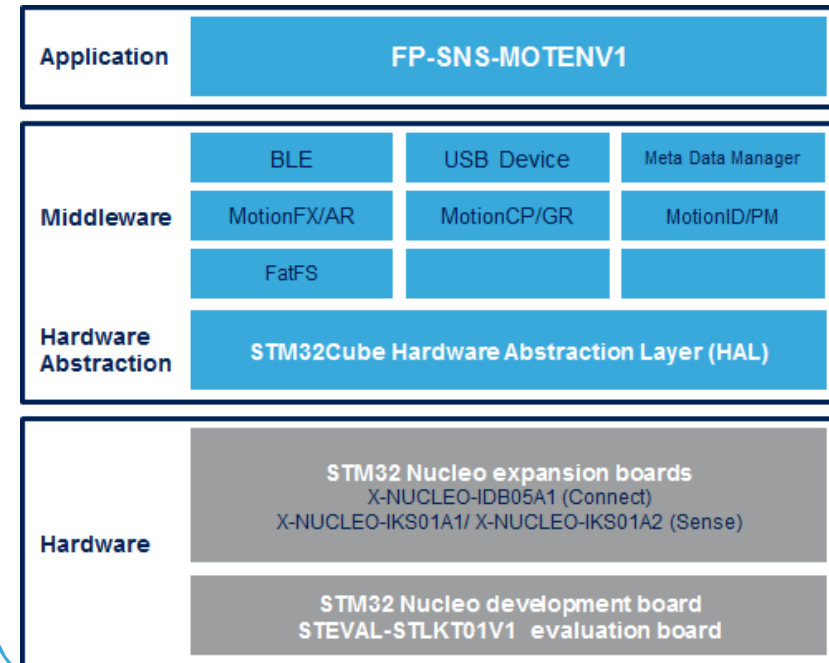 Application
FP-SNS-MOTENV1
BLE
USB Device
Meta Data Manager
Middleware
MotionFX/AR
MotionCP/GR
MotionID/PM
FatFS
Hardware
Abstraction
STM32Cube Hardware Abstraction Layer (HAL)
Hardware
STM32 Nucleo expansion boards
X-NUCLEO-IDB05A1 (Connect)
X-NUCLEO-IKS01A1/ X-NUCLEO-IKS01A2 (Sense)
STM32 Nucleo development board
STEVAL-STLKT01V1 evaluation board